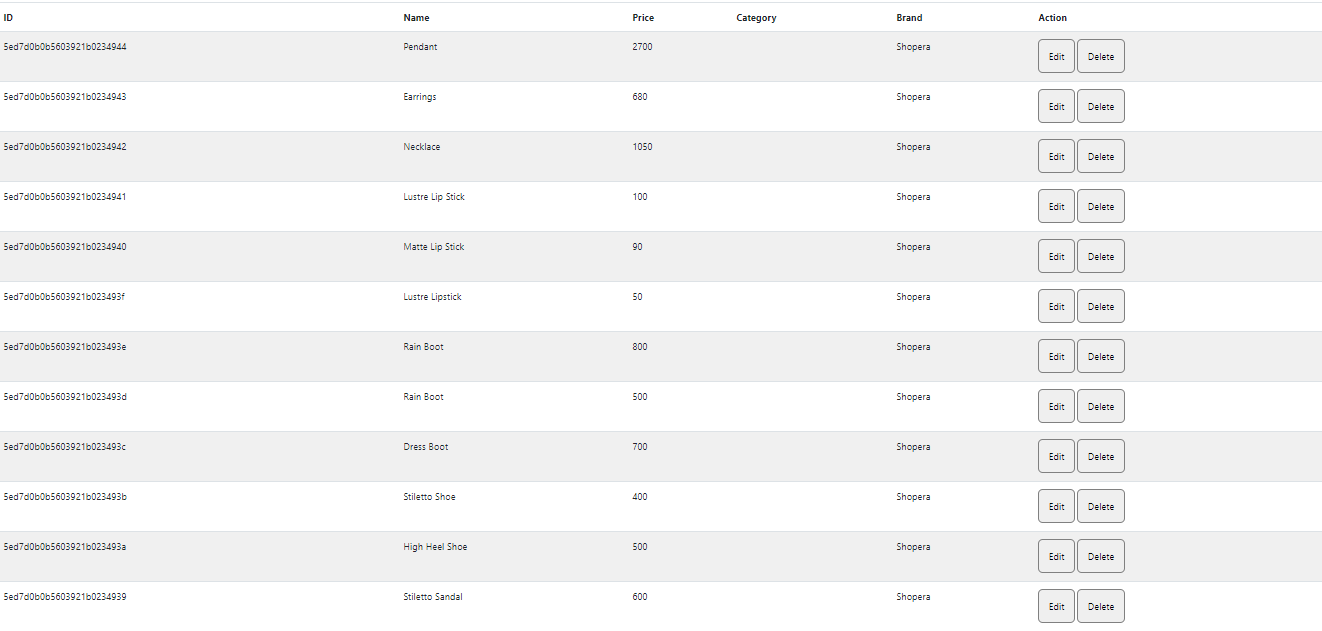 ID Name Price Category Brand Action
5ed7d0b0b5603921b0234944 Pendant 2700 Shopera Edit Delete
5ed7d0b0b5603921b0234943 Earrings 680 Shopera Edit Delete
5ed7d0b0b5603921b0234942 Necklace 1050 Shopera Edit Delete
5ed7d0b0b5603921b0234941 Lustre Lip Stick 100 Shopera Edit Delete
5ed7d0b0b5603921b0234940 Matte Lip Stick 90 Shopera Edit Delete
5ed7d0b0b5603921b023493f Lustre Lipstick 50 Shopera Edit Delete
5ed7d0b0b5603921b023493e Rain Boot 800 Shopera Edit Delete
5ed7d0b0b5603921b023493d Rain Boot 500 Shopera Edit Delete
5ed7d0b0b5603921b023493c Dress Boot 700 Shopera Edit Delete
5ed7d0b0b5603921b023493b Stiletto Shoe 400 Shopera Edit Delete
5ed7d0b0b5603921b023493a High Heel Shoe 500 Shopera Edit Delete
5ed7d0b0b5603921b0234939 Stiletto Sandal 600 Shopera Edit Delete